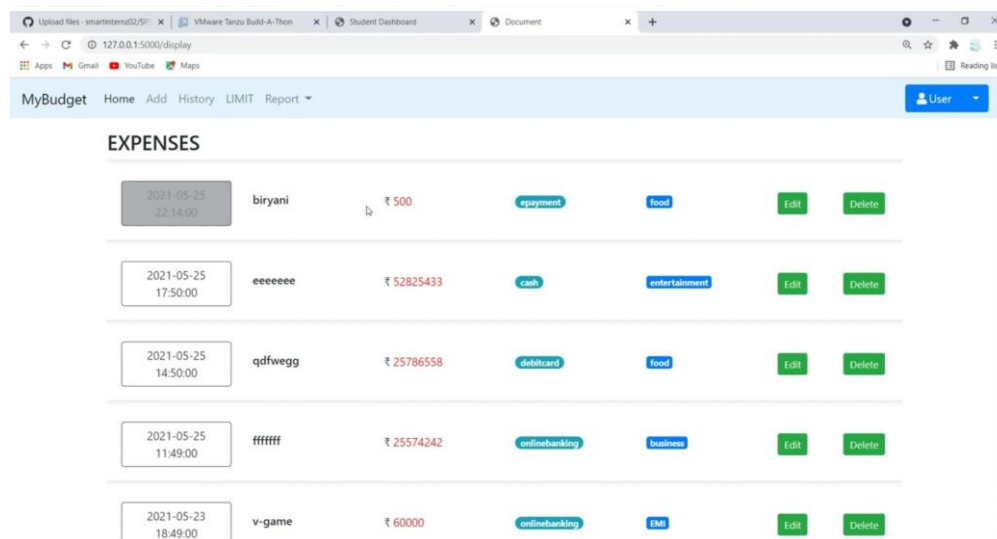 Upload files · smartinternz02/SPS
VMware Tanzu Build-A-Thon
Student Dashboard
Document
127.0.0.1:5000/display
Apps
Gmail
YouTube
Maps
Reading lis
MyBudget
Home
Add
History
LIMIT
Report
User
EXPENSES
2021-05-25
22:14:00
biryani
₹ 500
epayment
food
Edit
Delete
2021-05-25
17:50:00
eeeeeee
₹ 52825433
cash
entertainment
Edit
Delete
2021-05-25
14:50:00
qdfwegg
₹ 25786558
debitcard
food
Edit
Delete
2021-05-25
11:49:00
fffffff
₹ 25574242
onlinebanking
business
Edit
Delete
2021-05-23
18:49:00
v-game
₹ 60000
onlinebanking
EMI
Edit
Delete